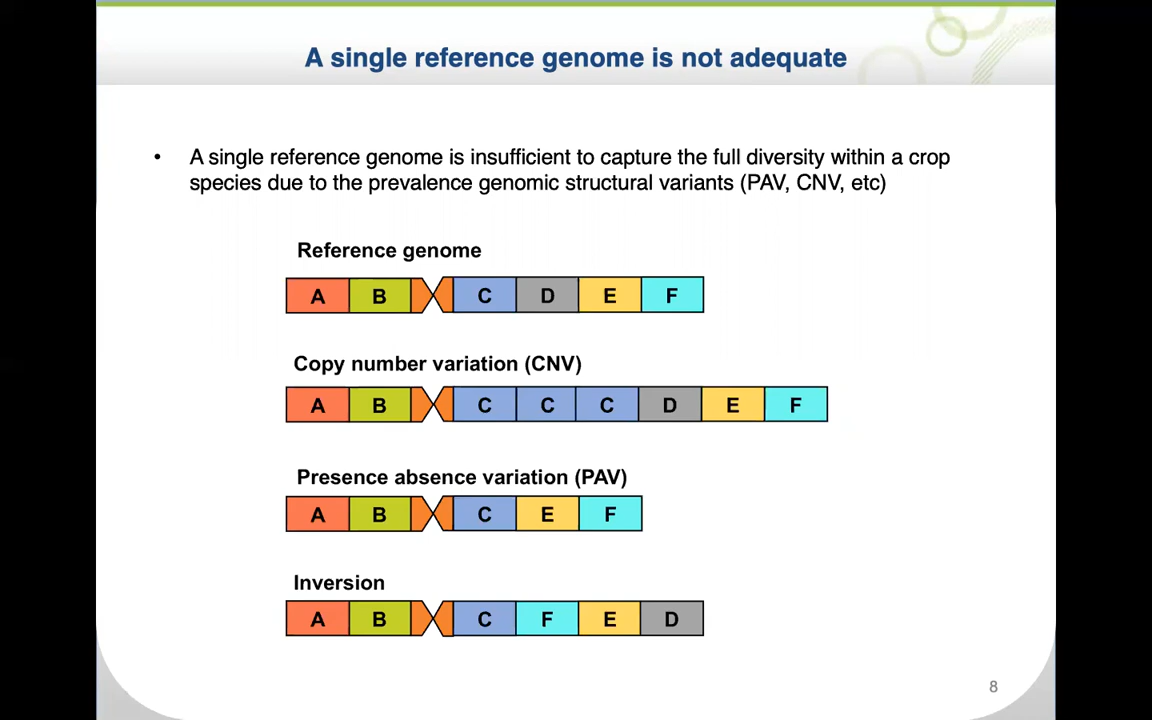 A single reference genome is not adequate
• A single reference genome is insufficient to capture the full diversity within a crop
species due to the prevalence genomic structural variants (PAV, CNV, etc)
Reference genome
A B C D E F
Copy number variation (CNV)
A B C C C D E F
Presence absence variation (PAV)
A B C E F
Inversion
A B C F E D
8